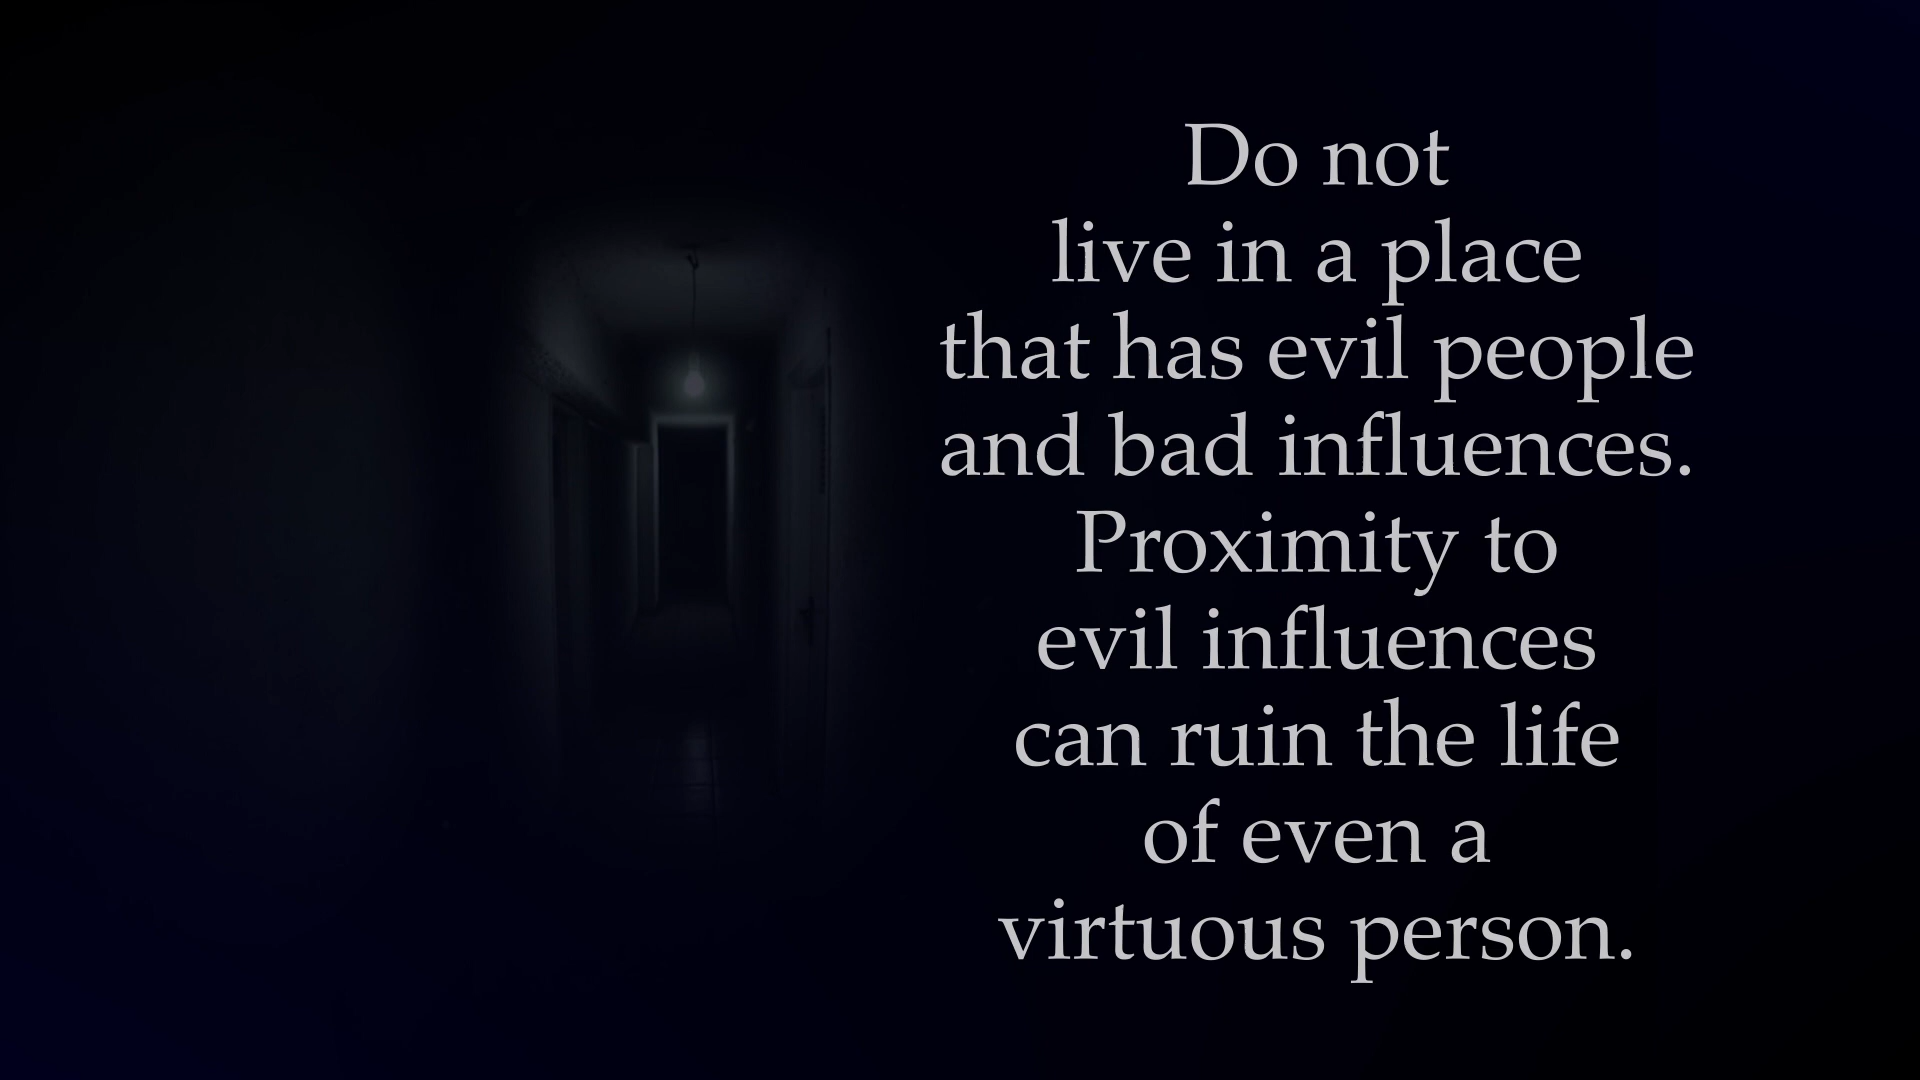 Do not
live in a place
that has evil people
and bad influences.
Proximity to
evil influences
can ruin the life
of even a
virtuous person.